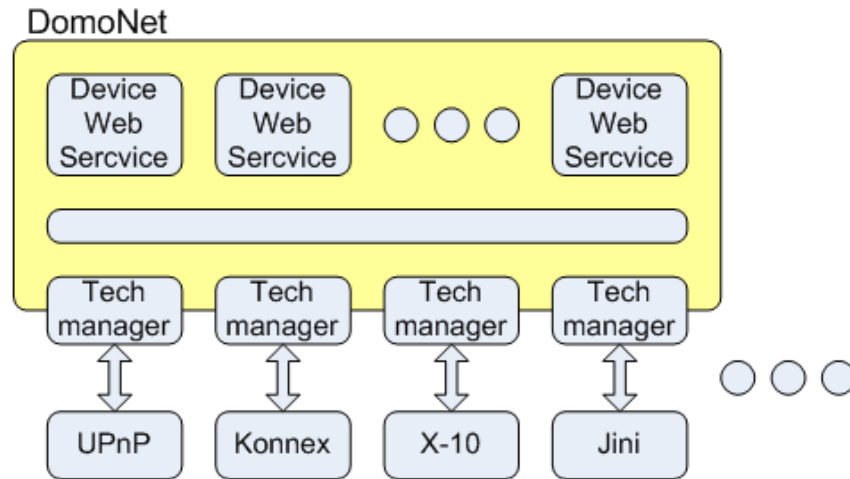 DomoNet
Device
Web
Sercvice
Device
Web
Sercvice
Device
Web
Sercvice
Tech
manager
Tech
manager
Tech
manager
Tech
manager
UPnP
Konnex
X-10
Jini